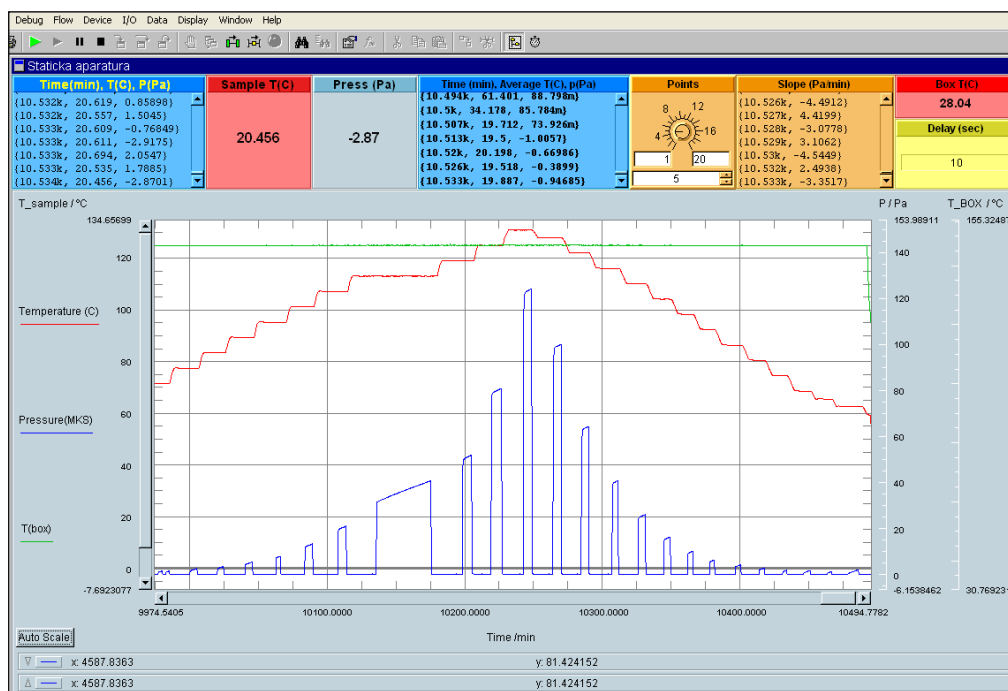 Debug Flow Device I/O Data Display Window Help
Staticka aparatura
Time(min), T(C), P(Pa) Sample T(C) Press (Pa) Time (min), Average T(C), p(Pa) Points Slope (Pa/min) Box T(C)
{10.532k, 20.619, 0.85898}
{10.532k, 20.557, 1.5045}
{10.533k, 20.609, -0.76849}
{10.533k, 20.611, -2.9175}
{10.533k, 20.694, 2.0547}
{10.533k, 20.535, 1.7885}
{10.534k, 20.456, -2.8701}
20.456
-2.87
{10.494k, 61.401, 88.798m}
{10.5k, 34.178, 85.784m}
{10.507k, 19.712, 73.926m}
{10.513k, 19.5, -1.0057}
{10.52k, 20.198, -0.66986}
{10.526k, 19.518, -0.3899}
{10.533k, 19.887, -0.94685}
8 12
4 16
1 20
5
{10.526k, -4.4912}
{10.527k, 4.4199}
{10.528k, -3.0778}
{10.529k, 3.1062}
{10.53k, -4.5449}
{10.532k, 2.4938}
{10.533k, -3.3517}
28.04
Delay (sec)
10
T_sample / °C P / Pa T_BOX / °C
134.65699 153.98911 155.32487
120 140
Temperature (C) 100 120
80 100
80
Pressure(MKS) 60 60
40 40
T(box) 20 20
0 0
-7.6923077 -6.1538462 30.769231
9974.5405 10100.0000 10200.0000 10300.0000 10400.0000 10494.7782
Auto Scale Time /min
x: 4587.8363 y: 81.424152
x: 4587.8363 y: 81.424152